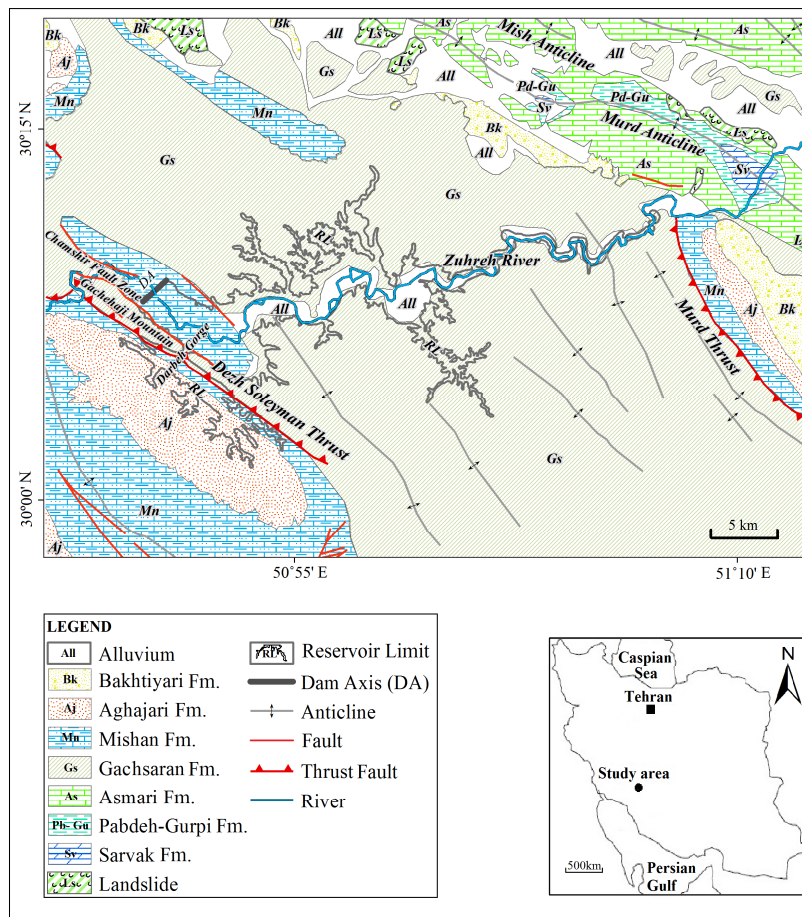 Bk
Bk
Ls
All
As
All
As
Mish Anticline
Aj
Ls
Gs
All
Mn
Mn
Pd-Gu
Sv
Pd-Gu
Gs
All
Murd Anticline
Ls
Bk
All
30˚15' N
Gs
As
Sv
Gs
Chamshir Fault Zone
DA
RL
Zuhreh River
L
Gachehaji Mountain
All
All
Mn
Aj
Bk
Darbeh Gorge
RL
Murd Thrust
Dezh Soleyman Thrust
RL
Aj
Gs
30˚00' N
Mn
Aj
5 km
50˚55' E
51˚10' E
LEGEND
All Alluvium
Bk Bakhtiyari Fm.
Aj Aghajari Fm.
Mn Mishan Fm.
Gs Gachsaran Fm.
As Asmari Fm.
Pb-Gu Pabdeh-Gurpi Fm.
Sv Sarvak Fm.
Ls Landslide
RL Reservoir Limit
Dam Axis (DA)
Anticline
Fault
Thrust Fault
River
Caspian
Sea
N
Tehran
Study area
500km
Persian
Gulf